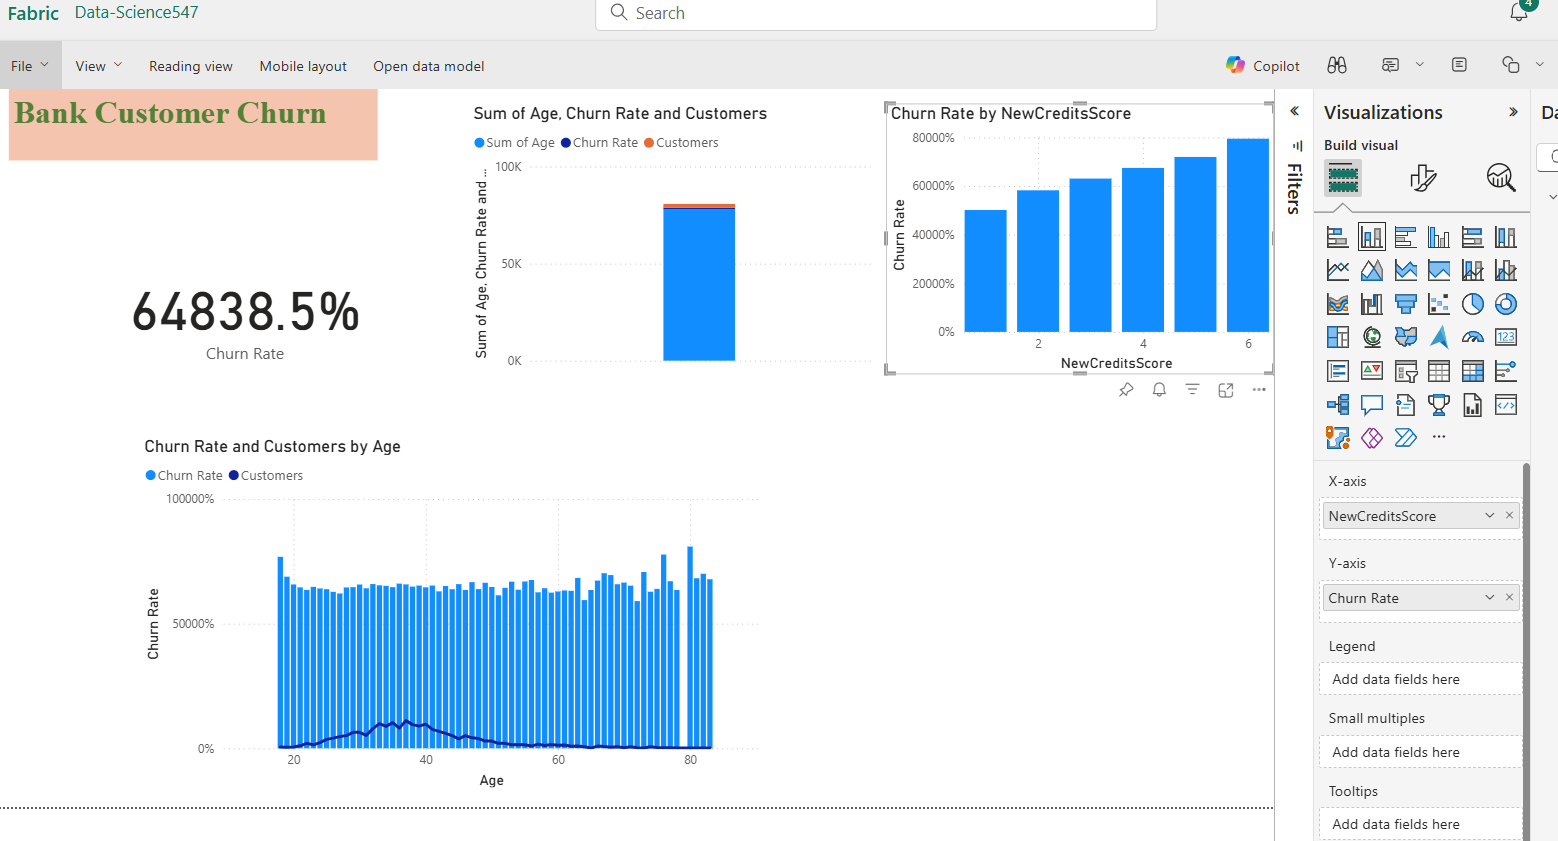 Fabric Data-Science547
Search
4
File View Reading view Mobile layout Open data model
Copilot
Bank Customer Churn
64838.5%
Churn Rate
Sum of Age, Churn Rate and Customers
Sum of Age Churn Rate Customers
Sum of Age, Churn Rate and ...
100K
50K
0K
Churn Rate by NewCreditsScore
Churn Rate
80000%
60000%
40000%
20000%
0%
2 4 6
NewCreditsScore
Churn Rate and Customers by Age
Churn Rate Customers
Churn Rate
100000%
50000%
0%
20 40 60 80
Age
Filters
Visualizations
Build visual
123
X-axis
NewCreditsScore
Y-axis
Churn Rate
Legend
Add data fields here
Small multiples
Add data fields here
Tooltips
Add data fields here